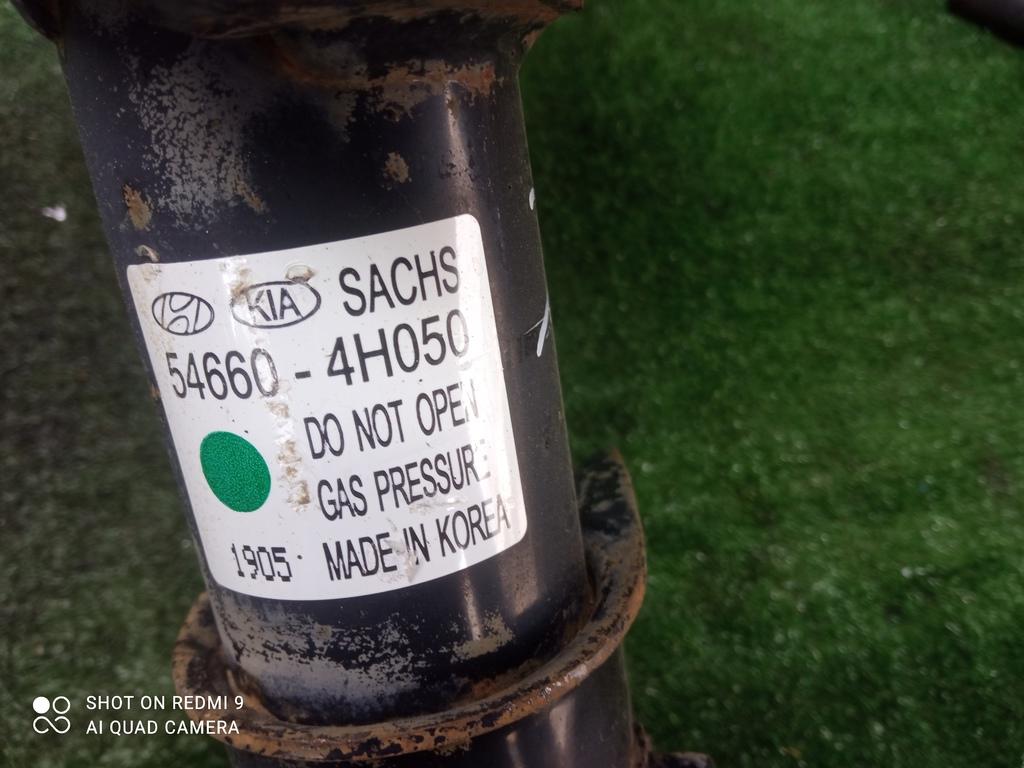 KIA SACHS
54660 - 4H050
DO NOT OPEN
GAS PRESSURE
1905 MADE IN KOREA
SHOT ON REDMI 9
AI QUAD CAMERA